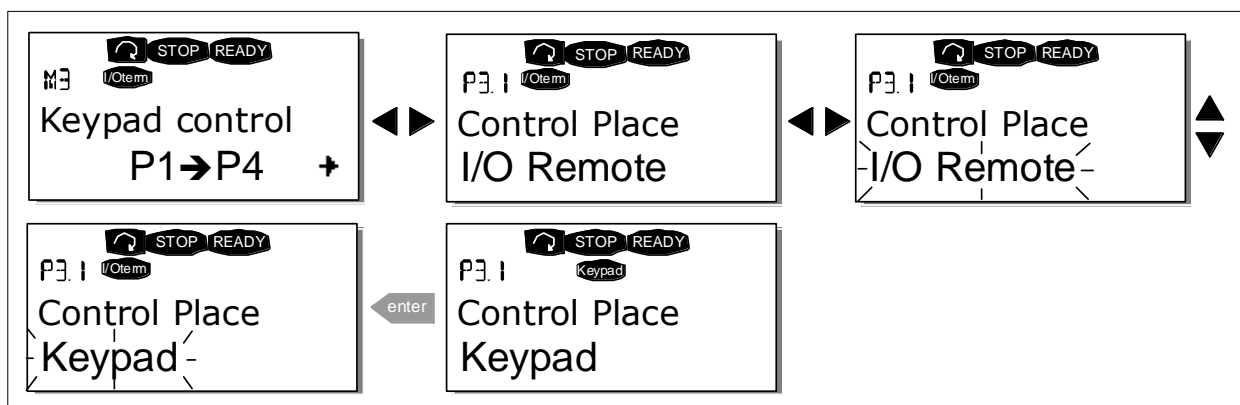 STOP READY
M3 I/Oterm
Keypad control
P1➔P4
STOP READY
P3.1 I/Oterm
Control Place
I/O Remote
STOP READY
P3.1 I/Oterm
Control Place
I/O Remote
STOP READY
P3.1 I/Oterm
Control Place
Keypad
enter
STOP READY
P3.1 Keypad
Control Place
Keypad